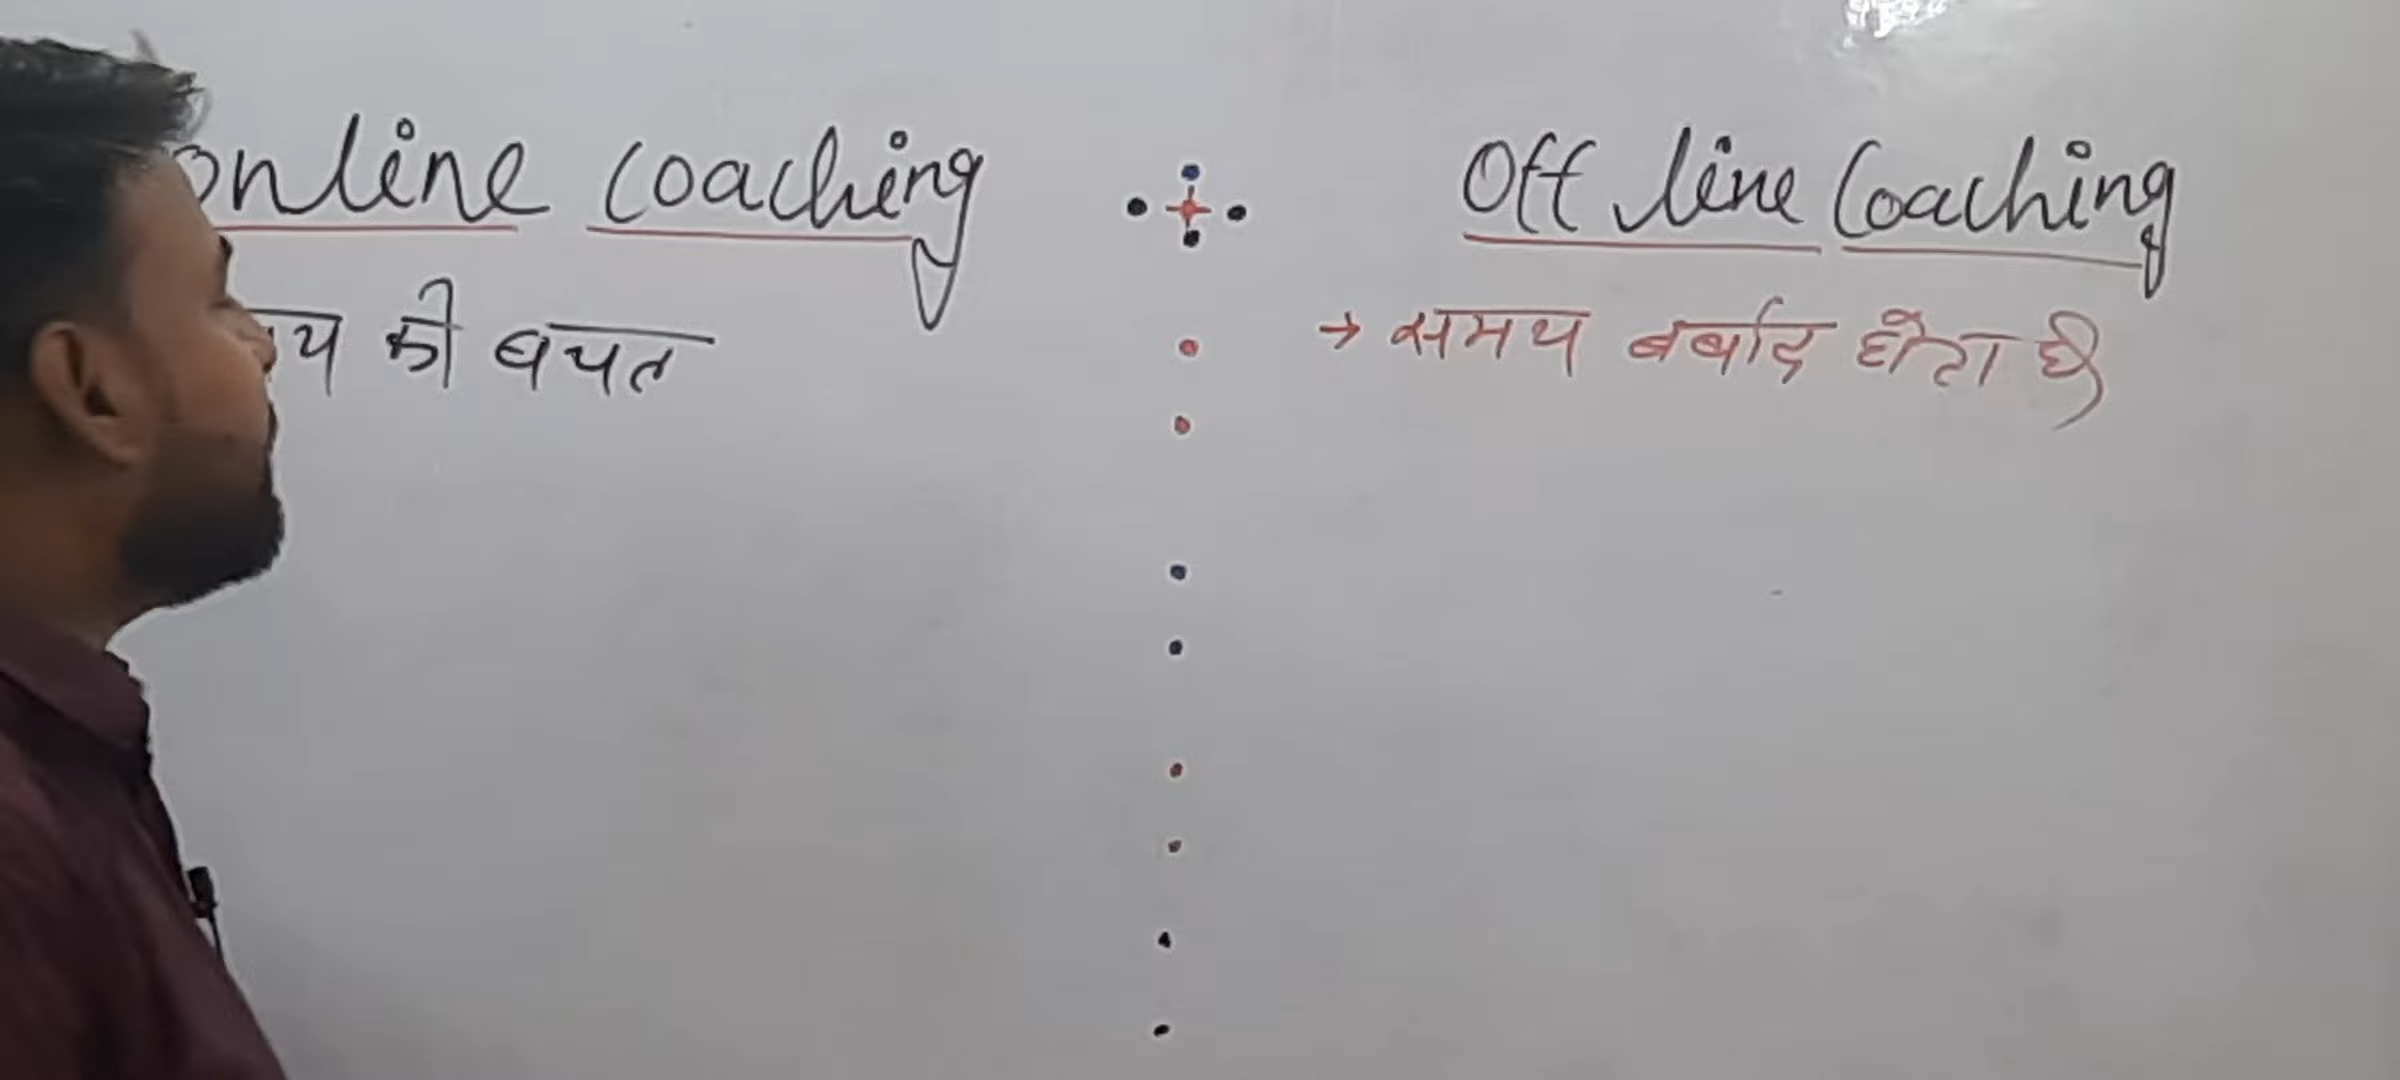 online coaching
य की बचत
Off line Coaching
→ समय बर्बाद होता है